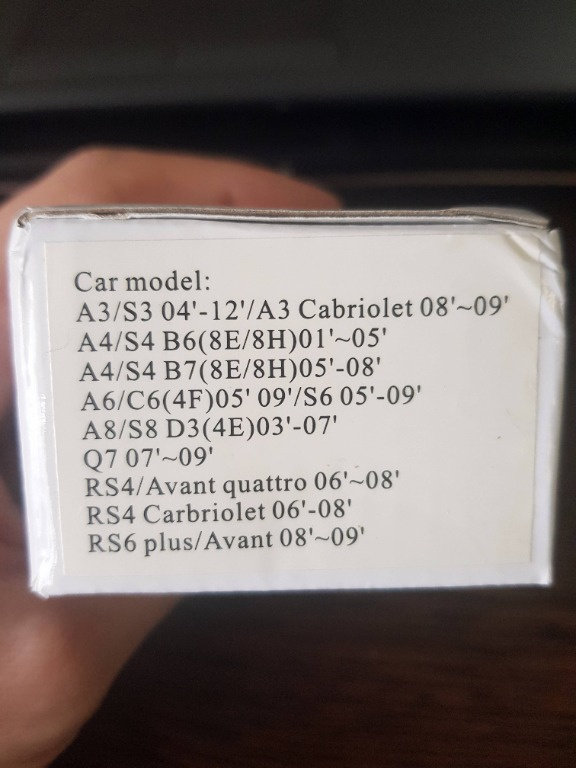 Car model:
A3/S3 04'-12'/A3 Cabriolet 08'~09'
A4/S4 B6(8E/8H)01'~05'
A4/S4 B7(8E/8H)05'-08'
A6/C6(4F)05' 09'/S6 05'-09'
A8/S8 D3(4E)03'-07'
Q7 07'~09'
RS4/Avant quattro 06'~08'
RS4 Carbriolet 06'-08'
RS6 plus/Avant 08'~09'